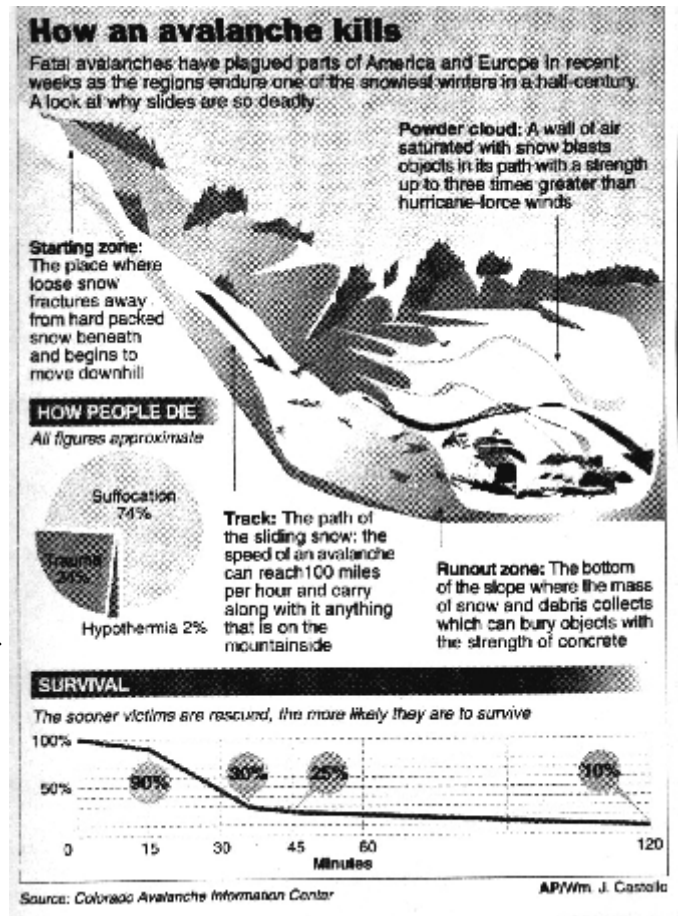 How an avalanche kills
Fatal avalanches have plagued parts of America and Europe in recent
weeks as the regions endure one of the snowiest winters in a half-century.
A look at why slides are so deadly:
Powder cloud: A wall of air
saturated with snow blasts
objects in its path with a strength
up to three times greater than
hurricane-force winds
Starting zone:
The place where
loose snow
fractures away
from hard packed
snow beneath
and begins to
move downhill
HOW PEOPLE DIE
All figures approximate
Suffocation
74%
Trauma
24%
Hypothermia 2%
Track: The path of
the sliding snow: the
speed of an avalanche
can reach 100 miles
per hour and carry
along with it anything
that is on the
mountainside
Runout zone: The bottom
of the slope where the mass
of snow and debris collects
which can bury objects with
the strength of concrete
SURVIVAL
The sooner victims are rescued, the more likely they are to survive
100%
50%
90%
30%
25%
10%
0 15 30 45 60 120
Minutes
Source: Colorado Avalanche Information Center
AP/Wm. J. Castello